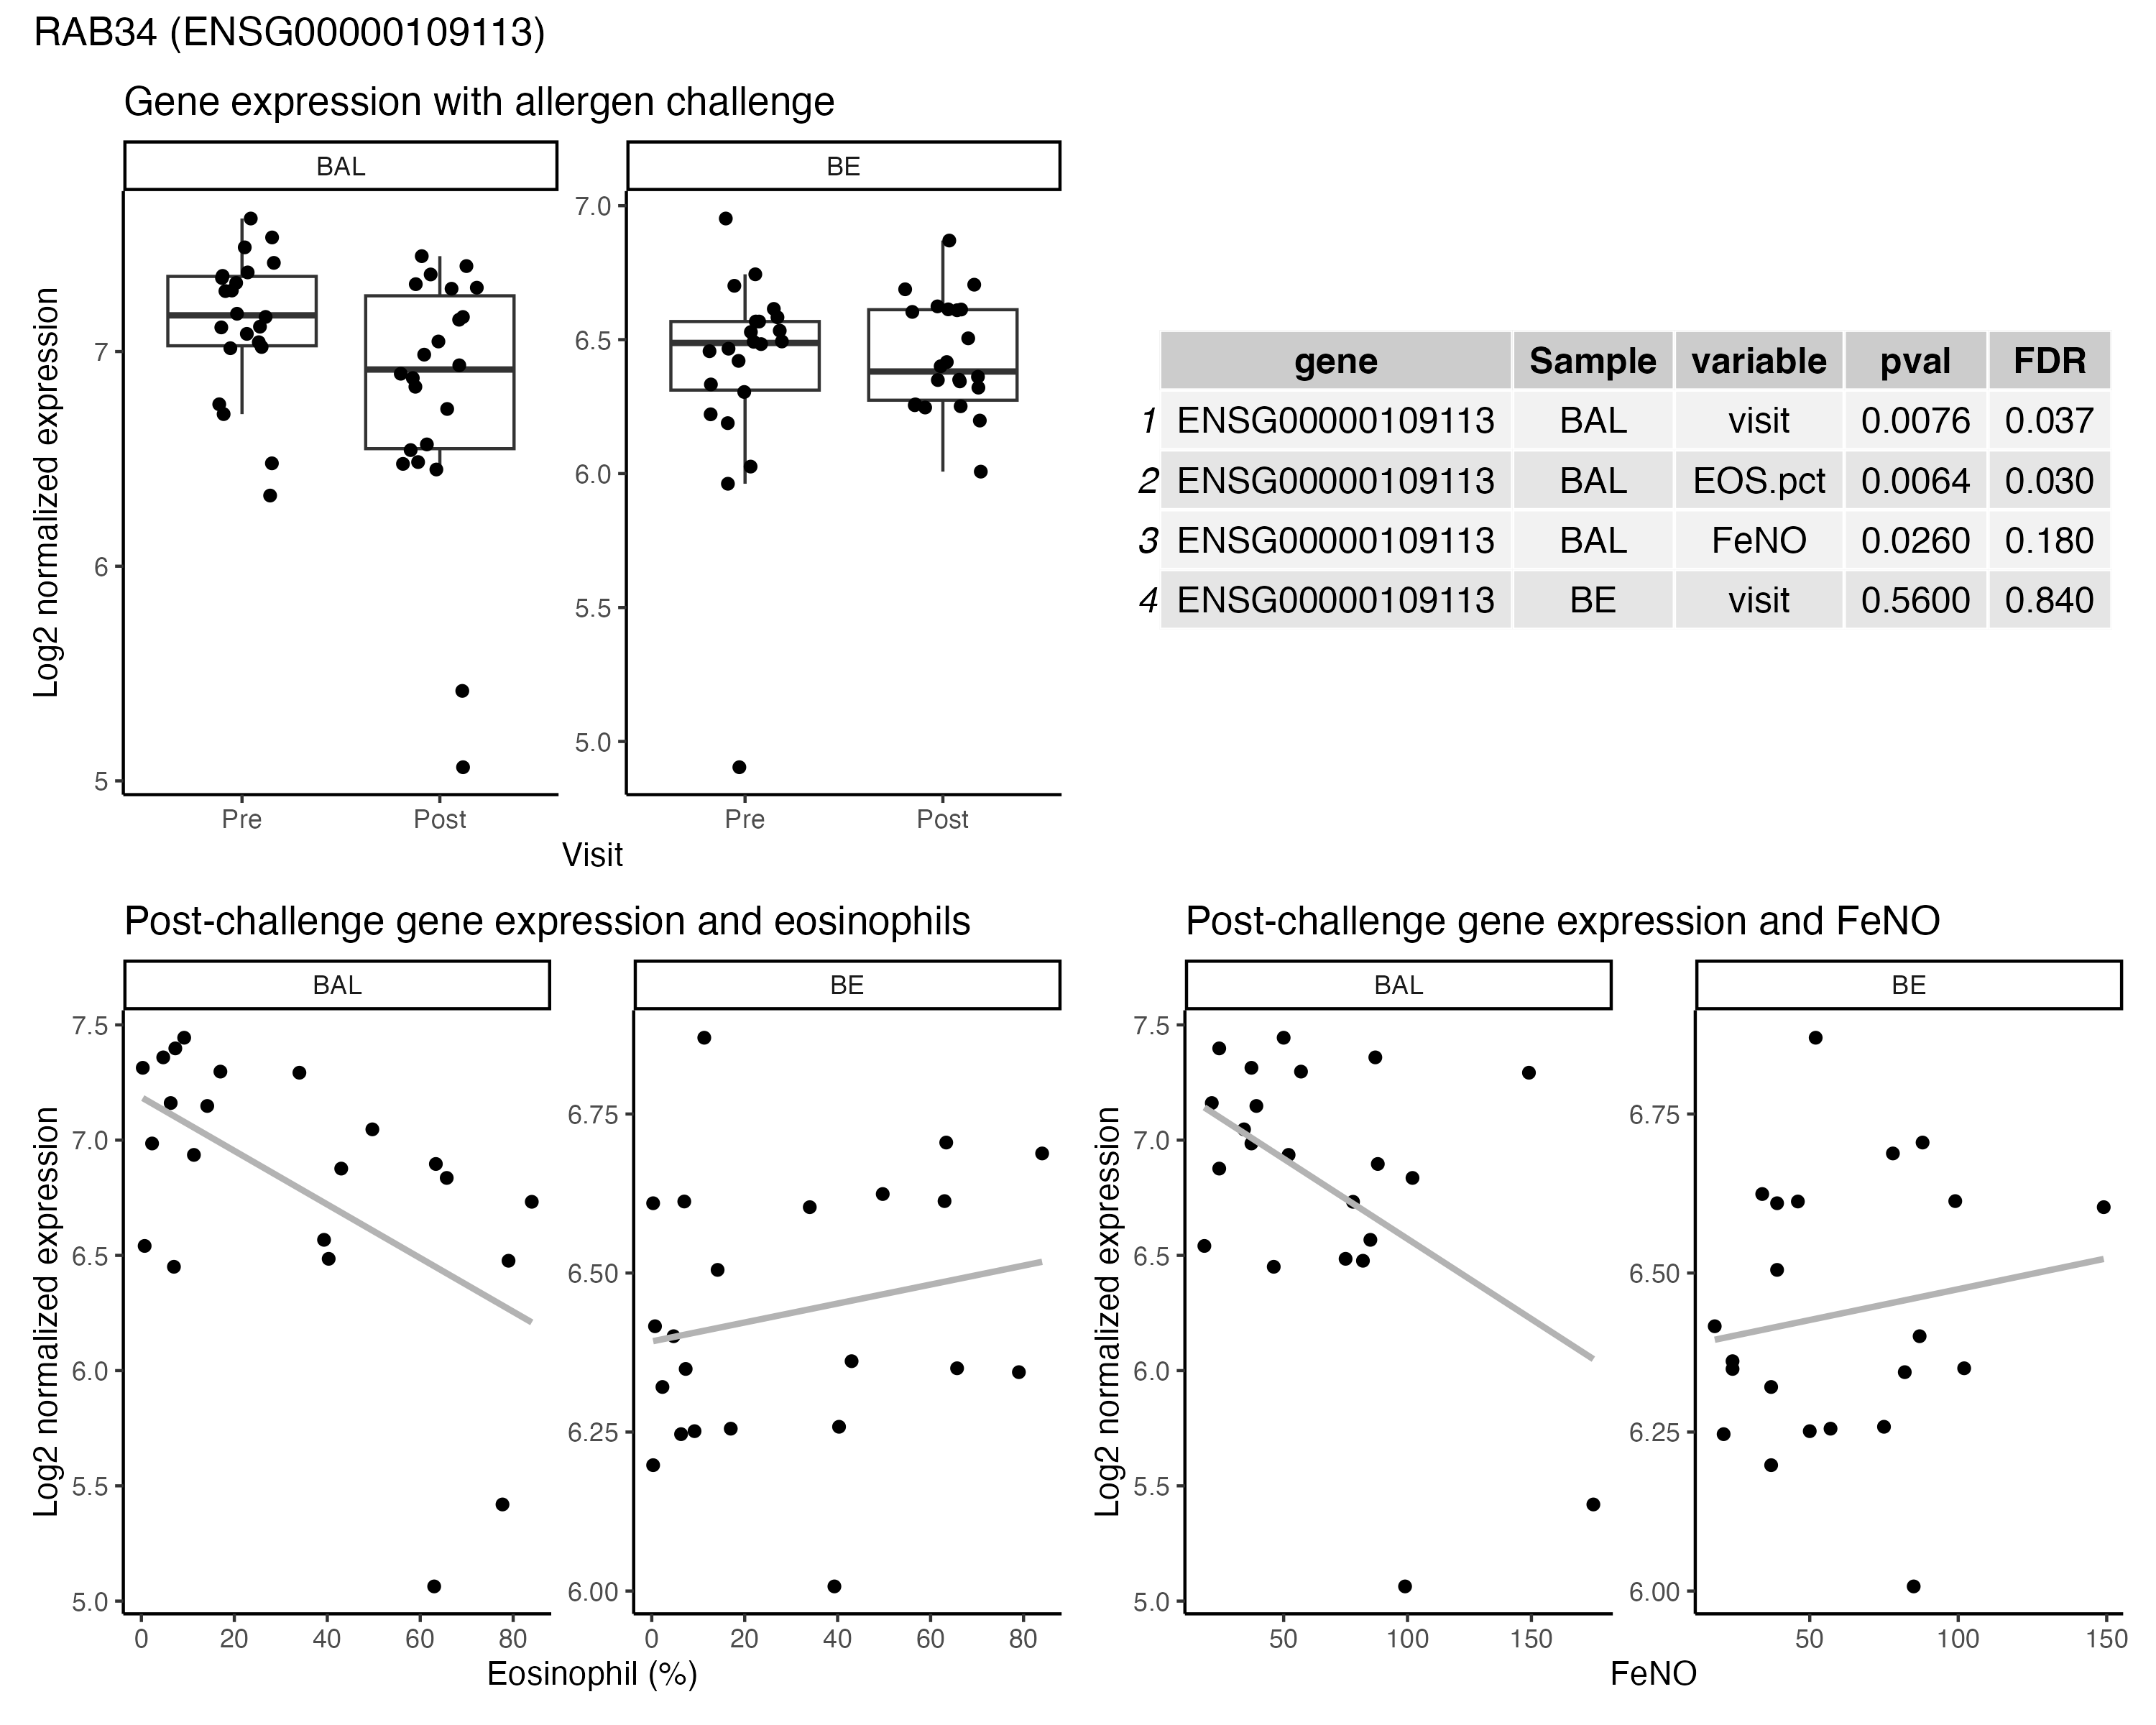 RAB34 (ENSG00000109113)
Gene expression with allergen challenge
BAL
BE
Log2 normalized expression
7
6
5
7.0
6.5
6.0
5.5
5.0
Pre
Post
Pre
Post
Visit
gene Sample variable pval FDR
1 ENSG00000109113 BAL visit 0.0076 0.037
2 ENSG00000109113 BAL EOS.pct 0.0064 0.030
3 ENSG00000109113 BAL FeNO 0.0260 0.180
4 ENSG00000109113 BE visit 0.5600 0.840
Post-challenge gene expression and eosinophils
BAL
BE
Log2 normalized expression
7.5
7.0
6.5
6.0
5.5
5.0
6.75
6.50
6.25
6.00
0 20 40 60 80
0 20 40 60 80
Eosinophil (%)
Post-challenge gene expression and FeNO
BAL
BE
Log2 normalized expression
7.5
7.0
6.5
6.0
5.5
5.0
6.75
6.50
6.25
6.00
50 100 150
50 100 150
FeNO